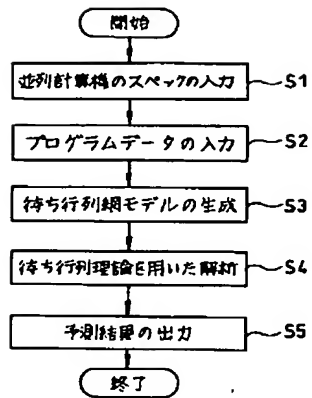 開始
並列計算機のスペックの入力
S1
プログラムデータの入力
S2
待ち行列網モデルの生成
S3
待ち行列理論を用いた解析
S4
予測結果の出力
S5
終了